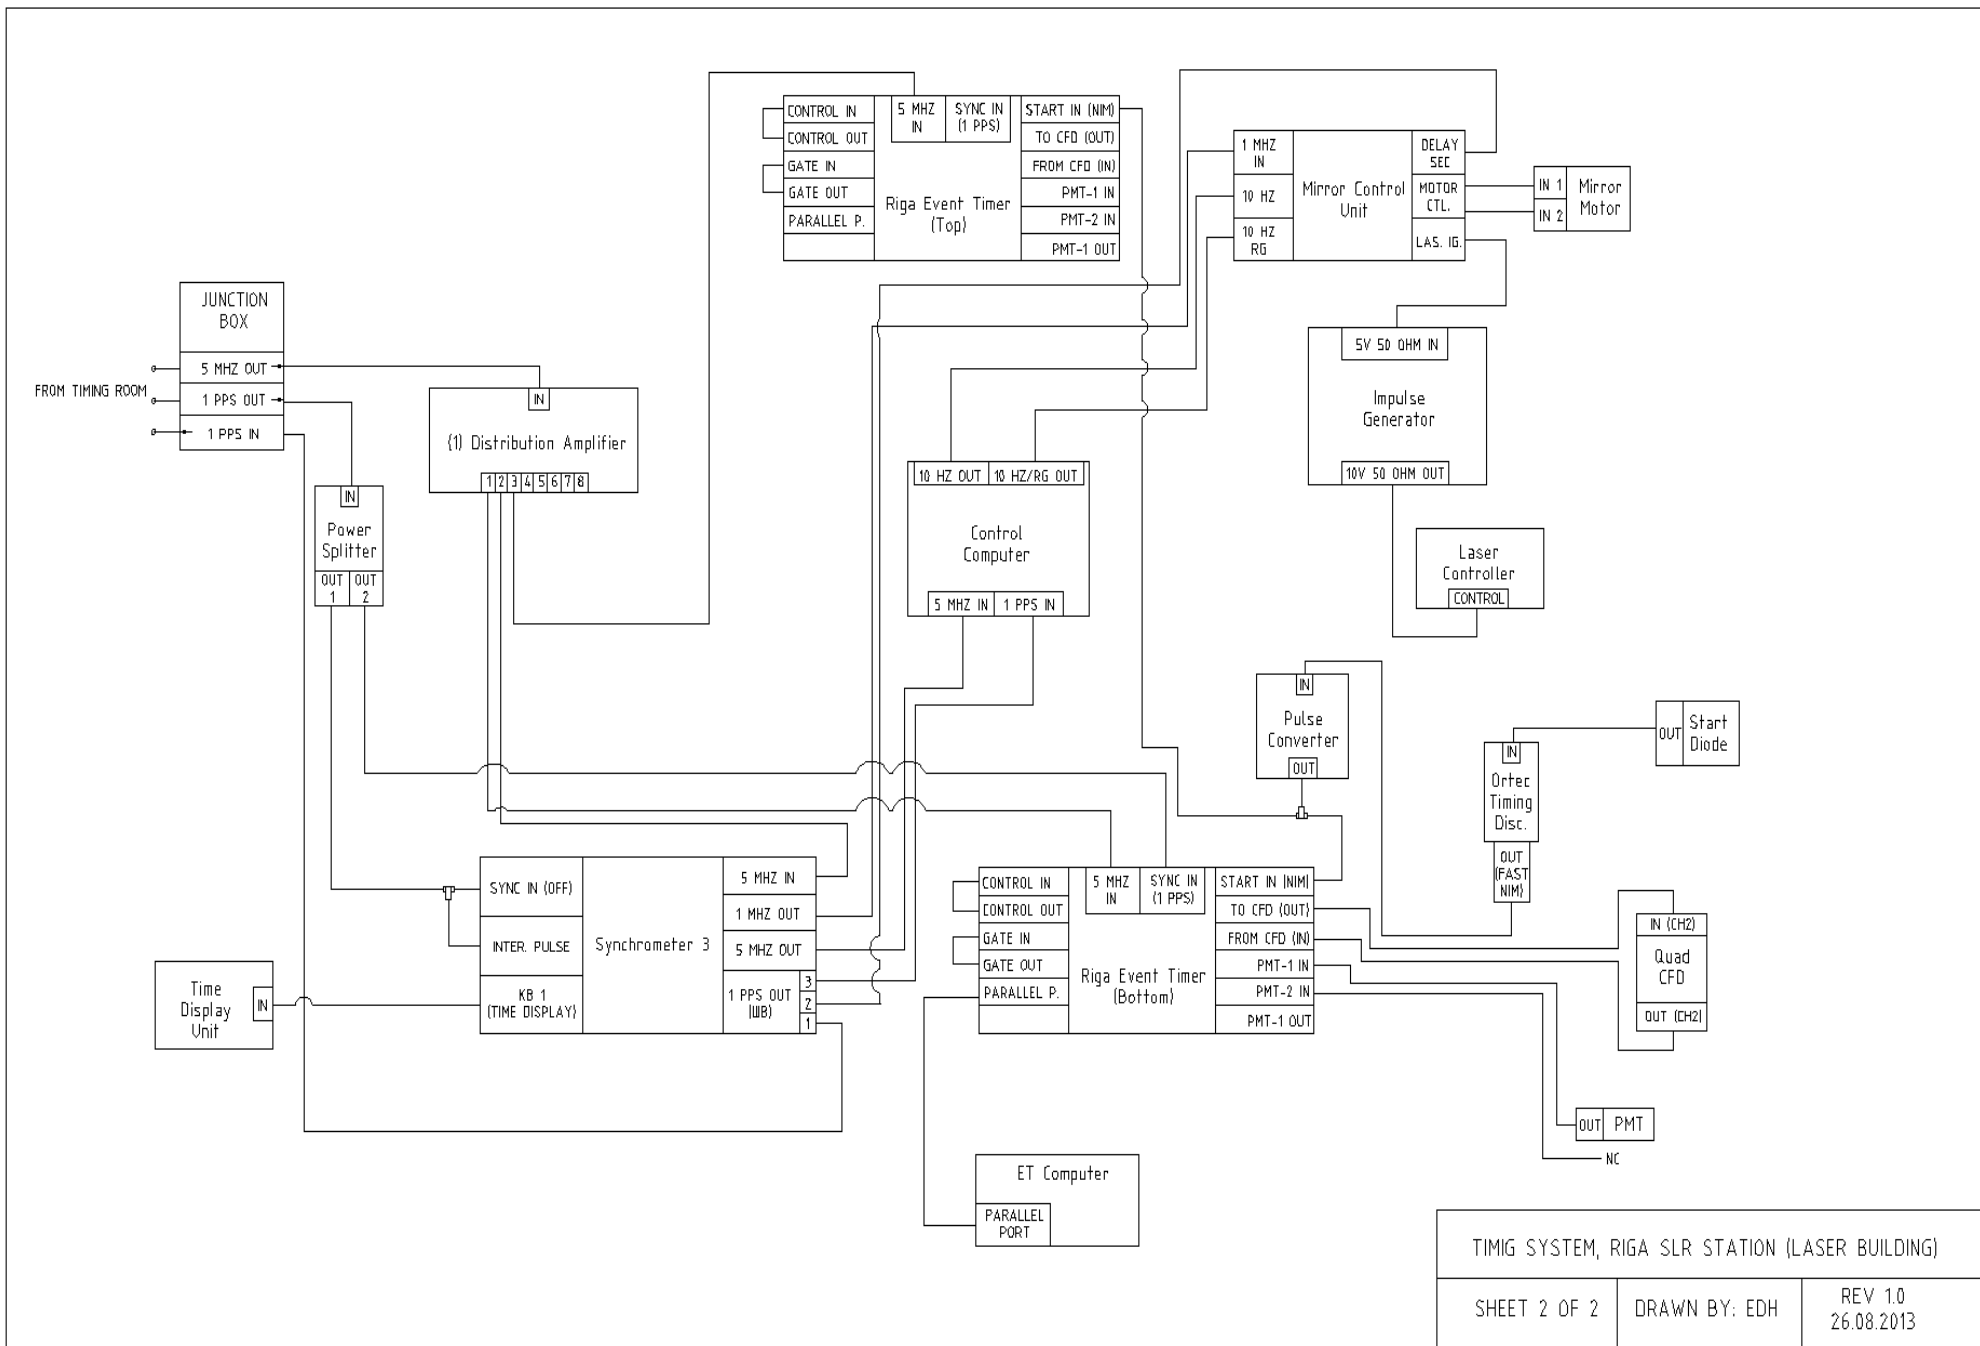 CONTROL IN
CONTROL OUT
GATE IN
GATE OUT
PARALLEL P.
5 MHZ
IN
SYNC IN
(1 PPS)
Riga Event Timer
(Top)
START IN (NIM)
TO CFD (OUT)
FROM CFD (IN)
PMT-1 IN
PMT-2 IN
PMT-1 OUT
1 MHZ
IN
10 HZ
10 HZ
RG
Mirror Control
Unit
DELAY
SEC
MOTOR
CTL.
LAS. IG.
IN 1
IN 2
Mirror
Motor
JUNCTION
BOX
5 MHZ OUT
1 PPS OUT
1 PPS IN
FROM TIMING ROOM
IN
(1) Distribution Amplifier
1 2 3 4 5 6 7 8
5V 50 OHM IN
Impulse
Generator
10V 50 OHM OUT
IN
Power
Splitter
OUT
1
OUT
2
10 HZ OUT
10 HZ/RG OUT
Control
Computer
5 MHZ IN
1 PPS IN
Laser
Controller
CONTROL
IN
Pulse
Converter
OUT
OUT
Start
Diode
IN
Ortec
Timing
Disc.
OUT
(FAST
NIM)
SYNC IN (OFF)
INTER. PULSE
KB 1
(TIME DISPLAY)
Synchrometer 3
5 MHZ IN
1 MHZ OUT
5 MHZ OUT
1 PPS OUT
(WB)
3
2
1
Time
Display
Unit
IN
CONTROL IN
CONTROL OUT
GATE IN
GATE OUT
PARALLEL P.
5 MHZ
IN
SYNC IN
(1 PPS)
Riga Event Timer
(Bottom)
START IN (NIM)
TO CFD (OUT)
FROM CFD (IN)
PMT-1 IN
PMT-2 IN
PMT-1 OUT
IN (CH2)
Quad
CFD
OUT (CH2)
OUT
PMT
NC
ET Computer
PARALLEL
PORT
TIMIG SYSTEM, RIGA SLR STATION (LASER BUILDING)
SHEET 2 OF 2
DRAWN BY: EDH
REV 1.0
26.08.2013